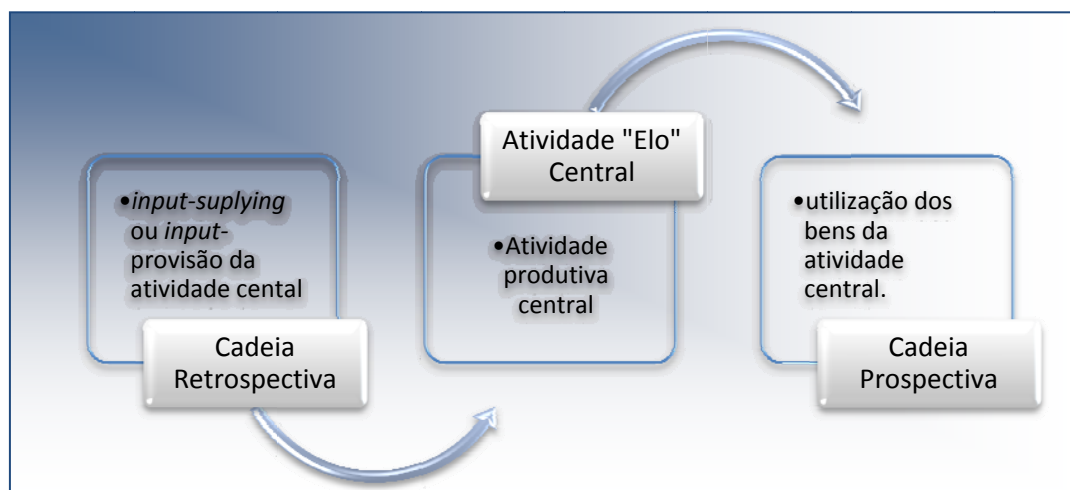 •input-suplying
ou input-
provisão da
atividade cental
Cadeia
Retrospectiva
Atividade "Elo"
Central
•Atividade
produtiva
central
•utilização dos
bens da
atividade
central.
Cadeia
Prospectiva